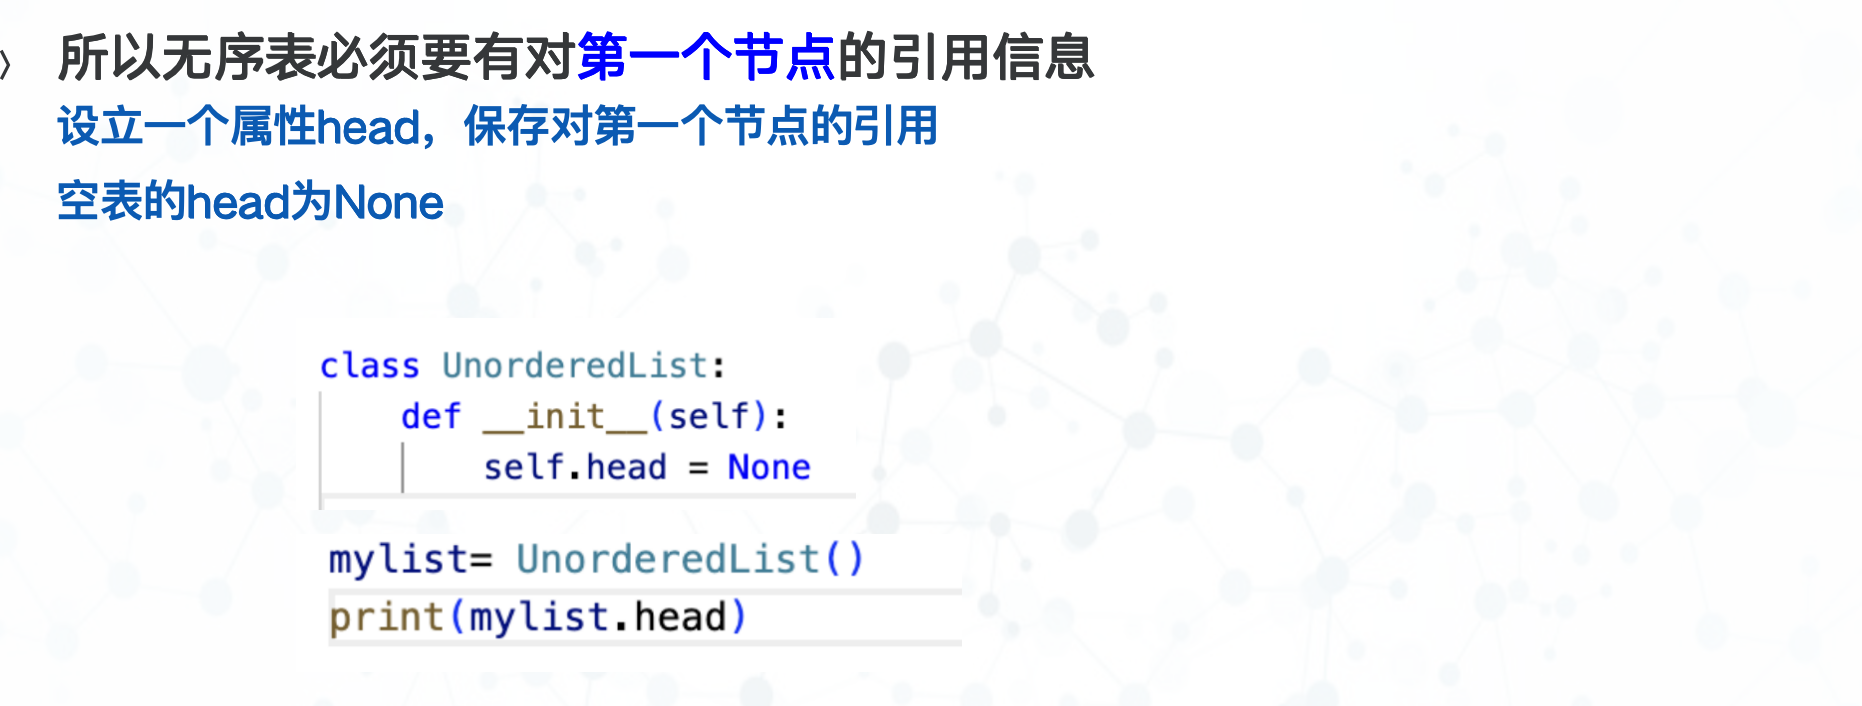 所以无序表必须要有对第一个节点的引用信息
设立一个属性head，保存对第一个节点的引用
空表的head为None
class UnorderedList:
    def __init__(self):
        self.head = None
mylist= UnorderedList()
print(mylist.head)